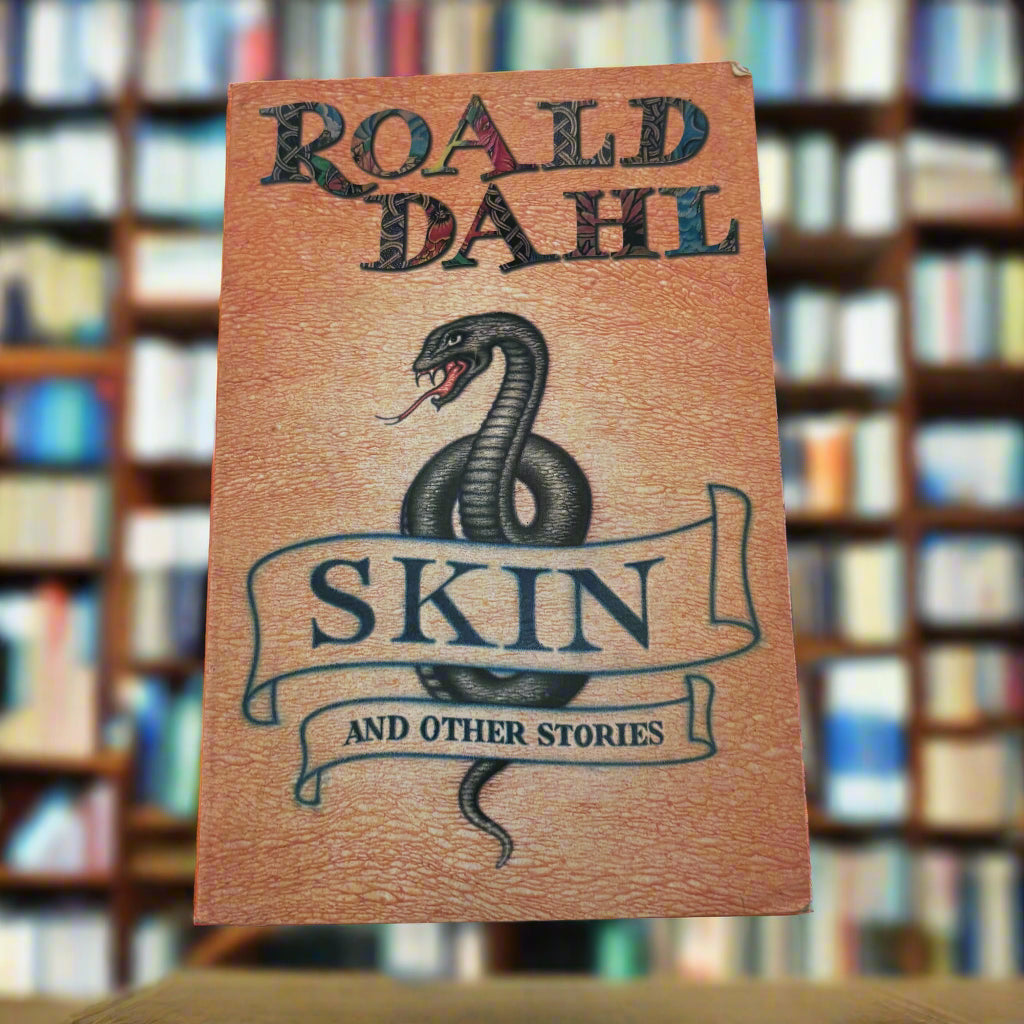 ROALD
DAHL
SKIN
AND OTHER STORIES